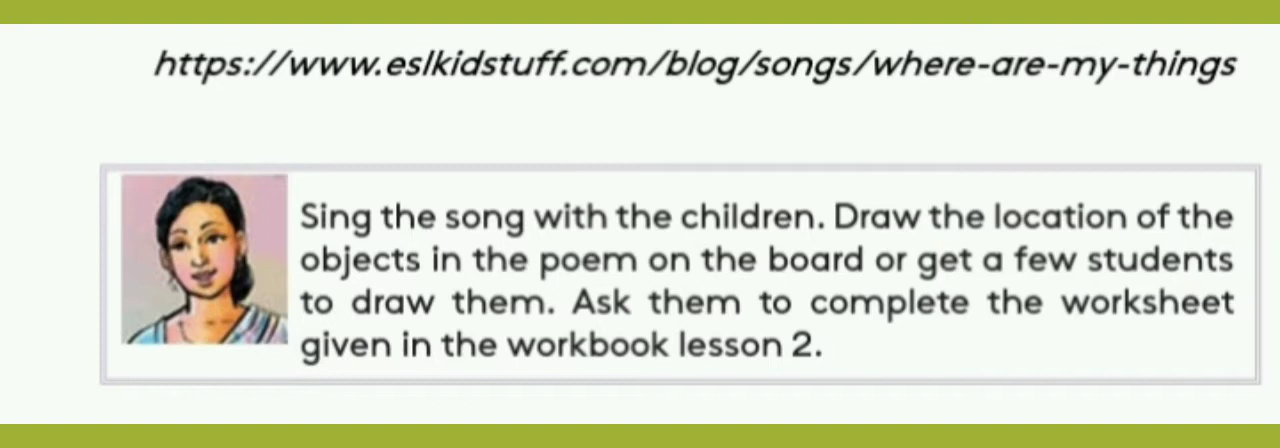 https://www.eslkidstuff.com/blog/songs/where-are-my-things
Sing the song with the children. Draw the location of the
objects in the poem on the board or get a few students
to draw them. Ask them to complete the worksheet
given in the workbook lesson 2.